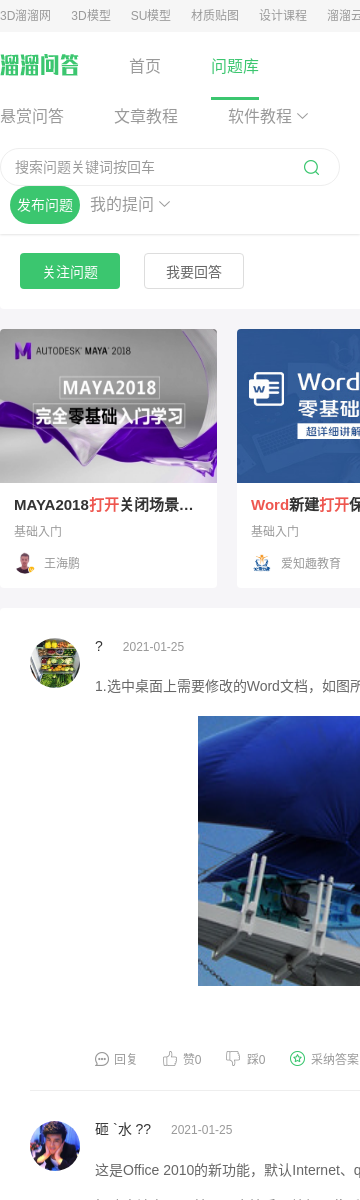 3D溜溜网 3D模型 SU模型 材质贴图 设计课程 溜溜云
溜溜问答 首页 问题库
悬赏问答 文章教程 软件教程
搜索问题关键词按回车
发布问题 我的提问
关注问题 我要回答
AUTODESK® MAYA® 2018
MAYA2018
完全零基础入门学习
Word
零基础
超详细讲解
MAYA2018打开关闭场景…
基础入门
王海鹏
Word新建打开保
基础入门
爱知趣教育
? 2021-01-25
1.选中桌面上需要修改的Word文档，如图所
回复 赞0 踩0 采纳答案
砸 `水 ?? 2021-01-25
这是Office 2010的新功能，默认Internet、q